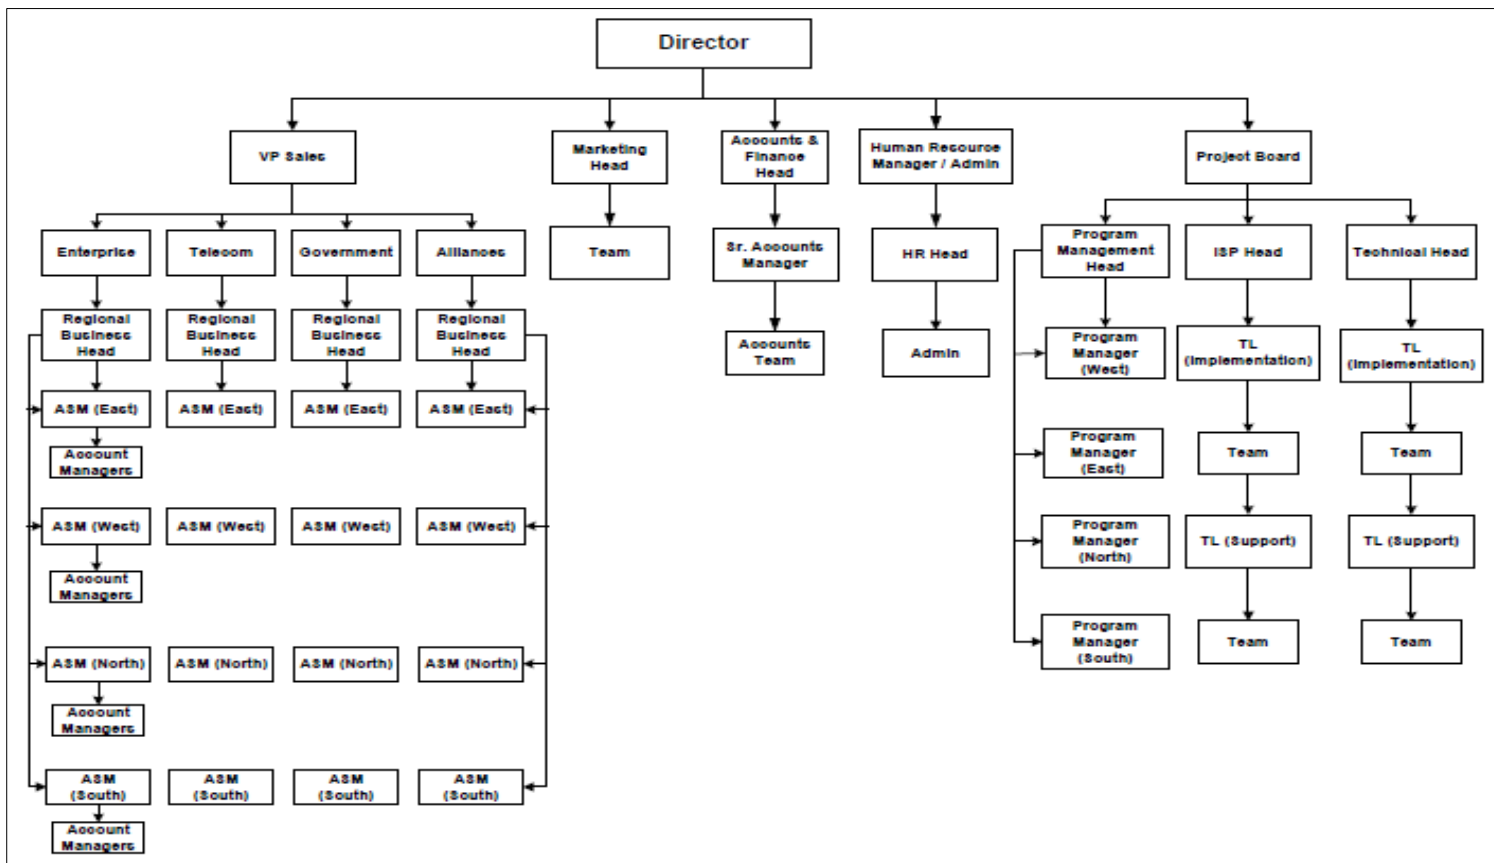 Director
VP Sales
Marketing
Head
Accounts &
Finance
Head
Human Resource
Manager / Admin
Project Board
Enterprise
Telecom
Government
Alliances
Team
Sr. Accounts
Manager
HR Head
Program
Management
Head
ISP Head
Technical Head
Regional
Business
Head
Regional
Business
Head
Regional
Business
Head
Regional
Business
Head
Accounts
Team
Admin
Program
Manager
(West)
TL
(Implementation)
TL
(Implementation)
ASM (East)
ASM (East)
ASM (East)
ASM (East)
Account
Managers
Program
Manager
(East)
Team
Team
ASM (West)
ASM (West)
ASM (West)
ASM (West)
Program
Manager
(North)
TL (Support)
TL (Support)
Account
Managers
Program
Manager
(South)
Team
Team
ASM (North)
ASM (North)
ASM (North)
ASM (North)
Account
Managers
ASM
(South)
ASM
(South)
ASM
(South)
ASM
(South)
Account
Managers